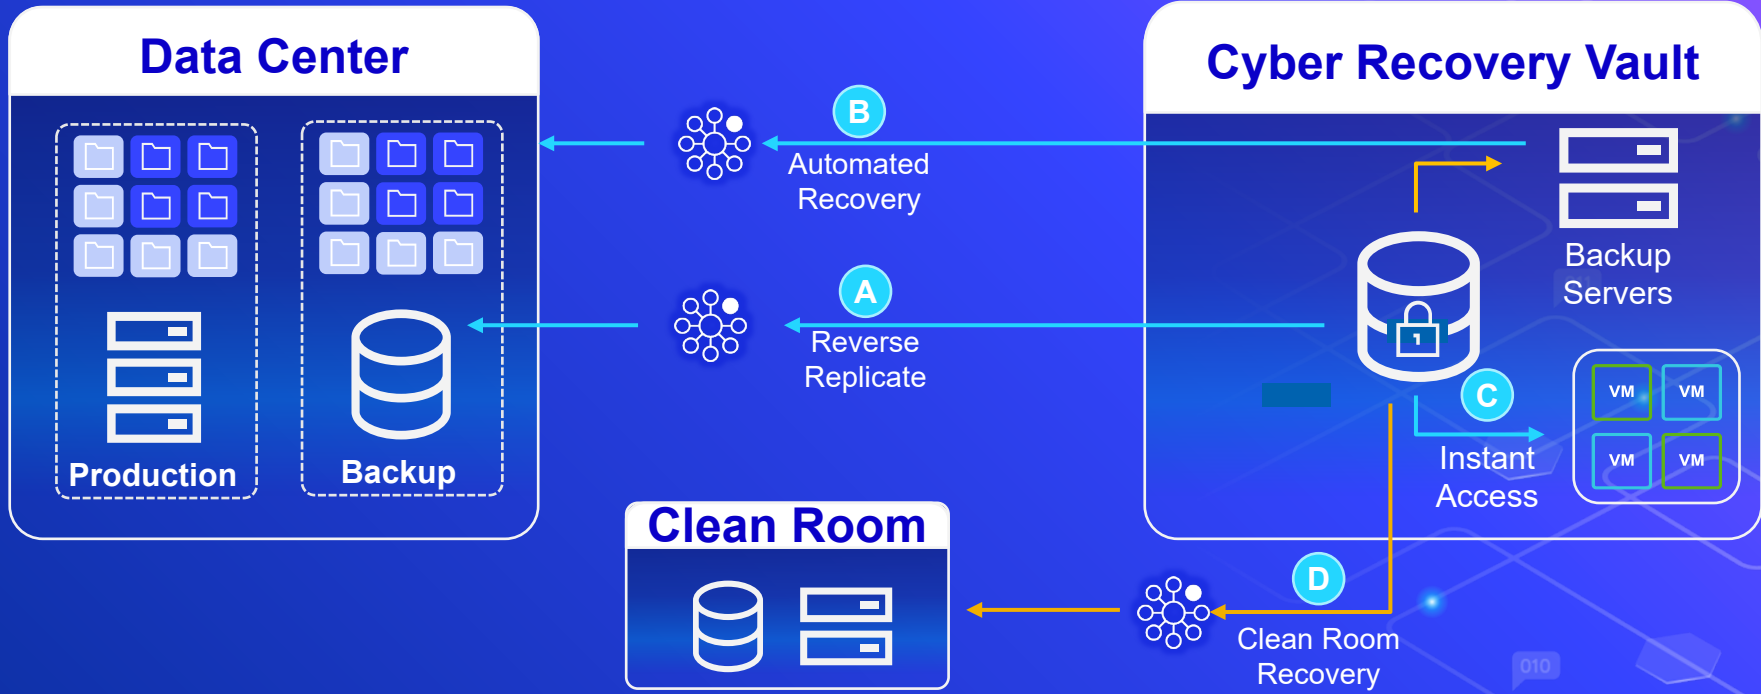 Data Center
Production
Backup
B
Automated
Recovery
A
Reverse
Replicate
Cyber Recovery Vault
Backup
Servers
C
Instant
Access
VM
VM
VM
VM
Clean Room
D
Clean Room
Recovery
010